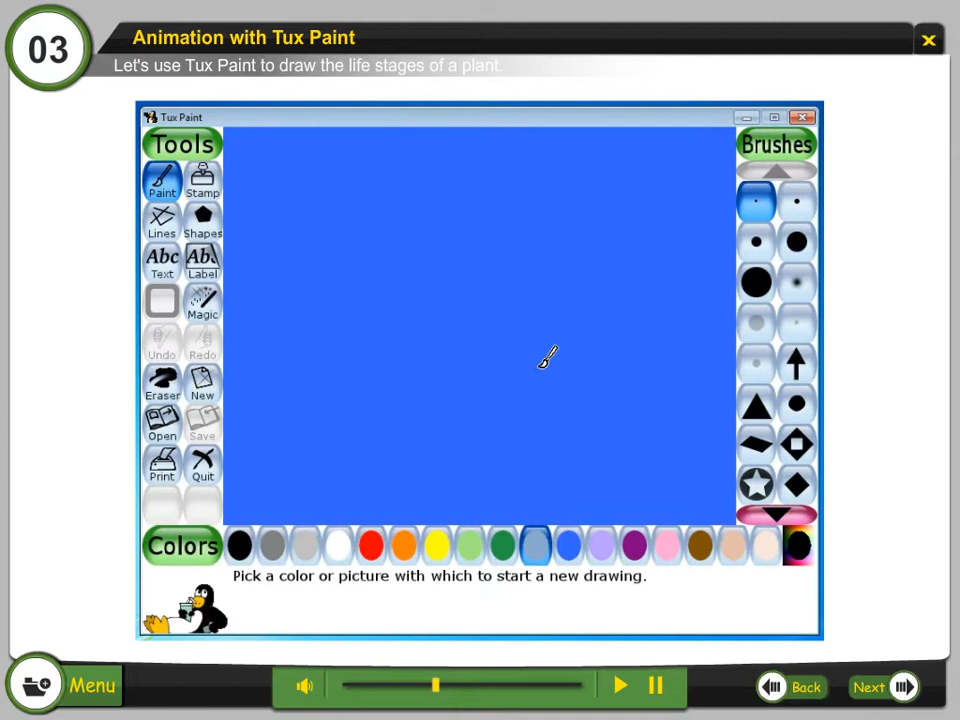 03
Animation with Tux Paint
x
Let's use Tux Paint to draw the life stages of a plant.
Tux Paint
Tools
Brushes
Paint Stamp
Lines Shapes
Abc Abc
Text Label
Magic
Undo Redo
Eraser New
Open Save
Print Quit
Colors
Pick a color or picture with which to start a new drawing.
Menu
Back
Next